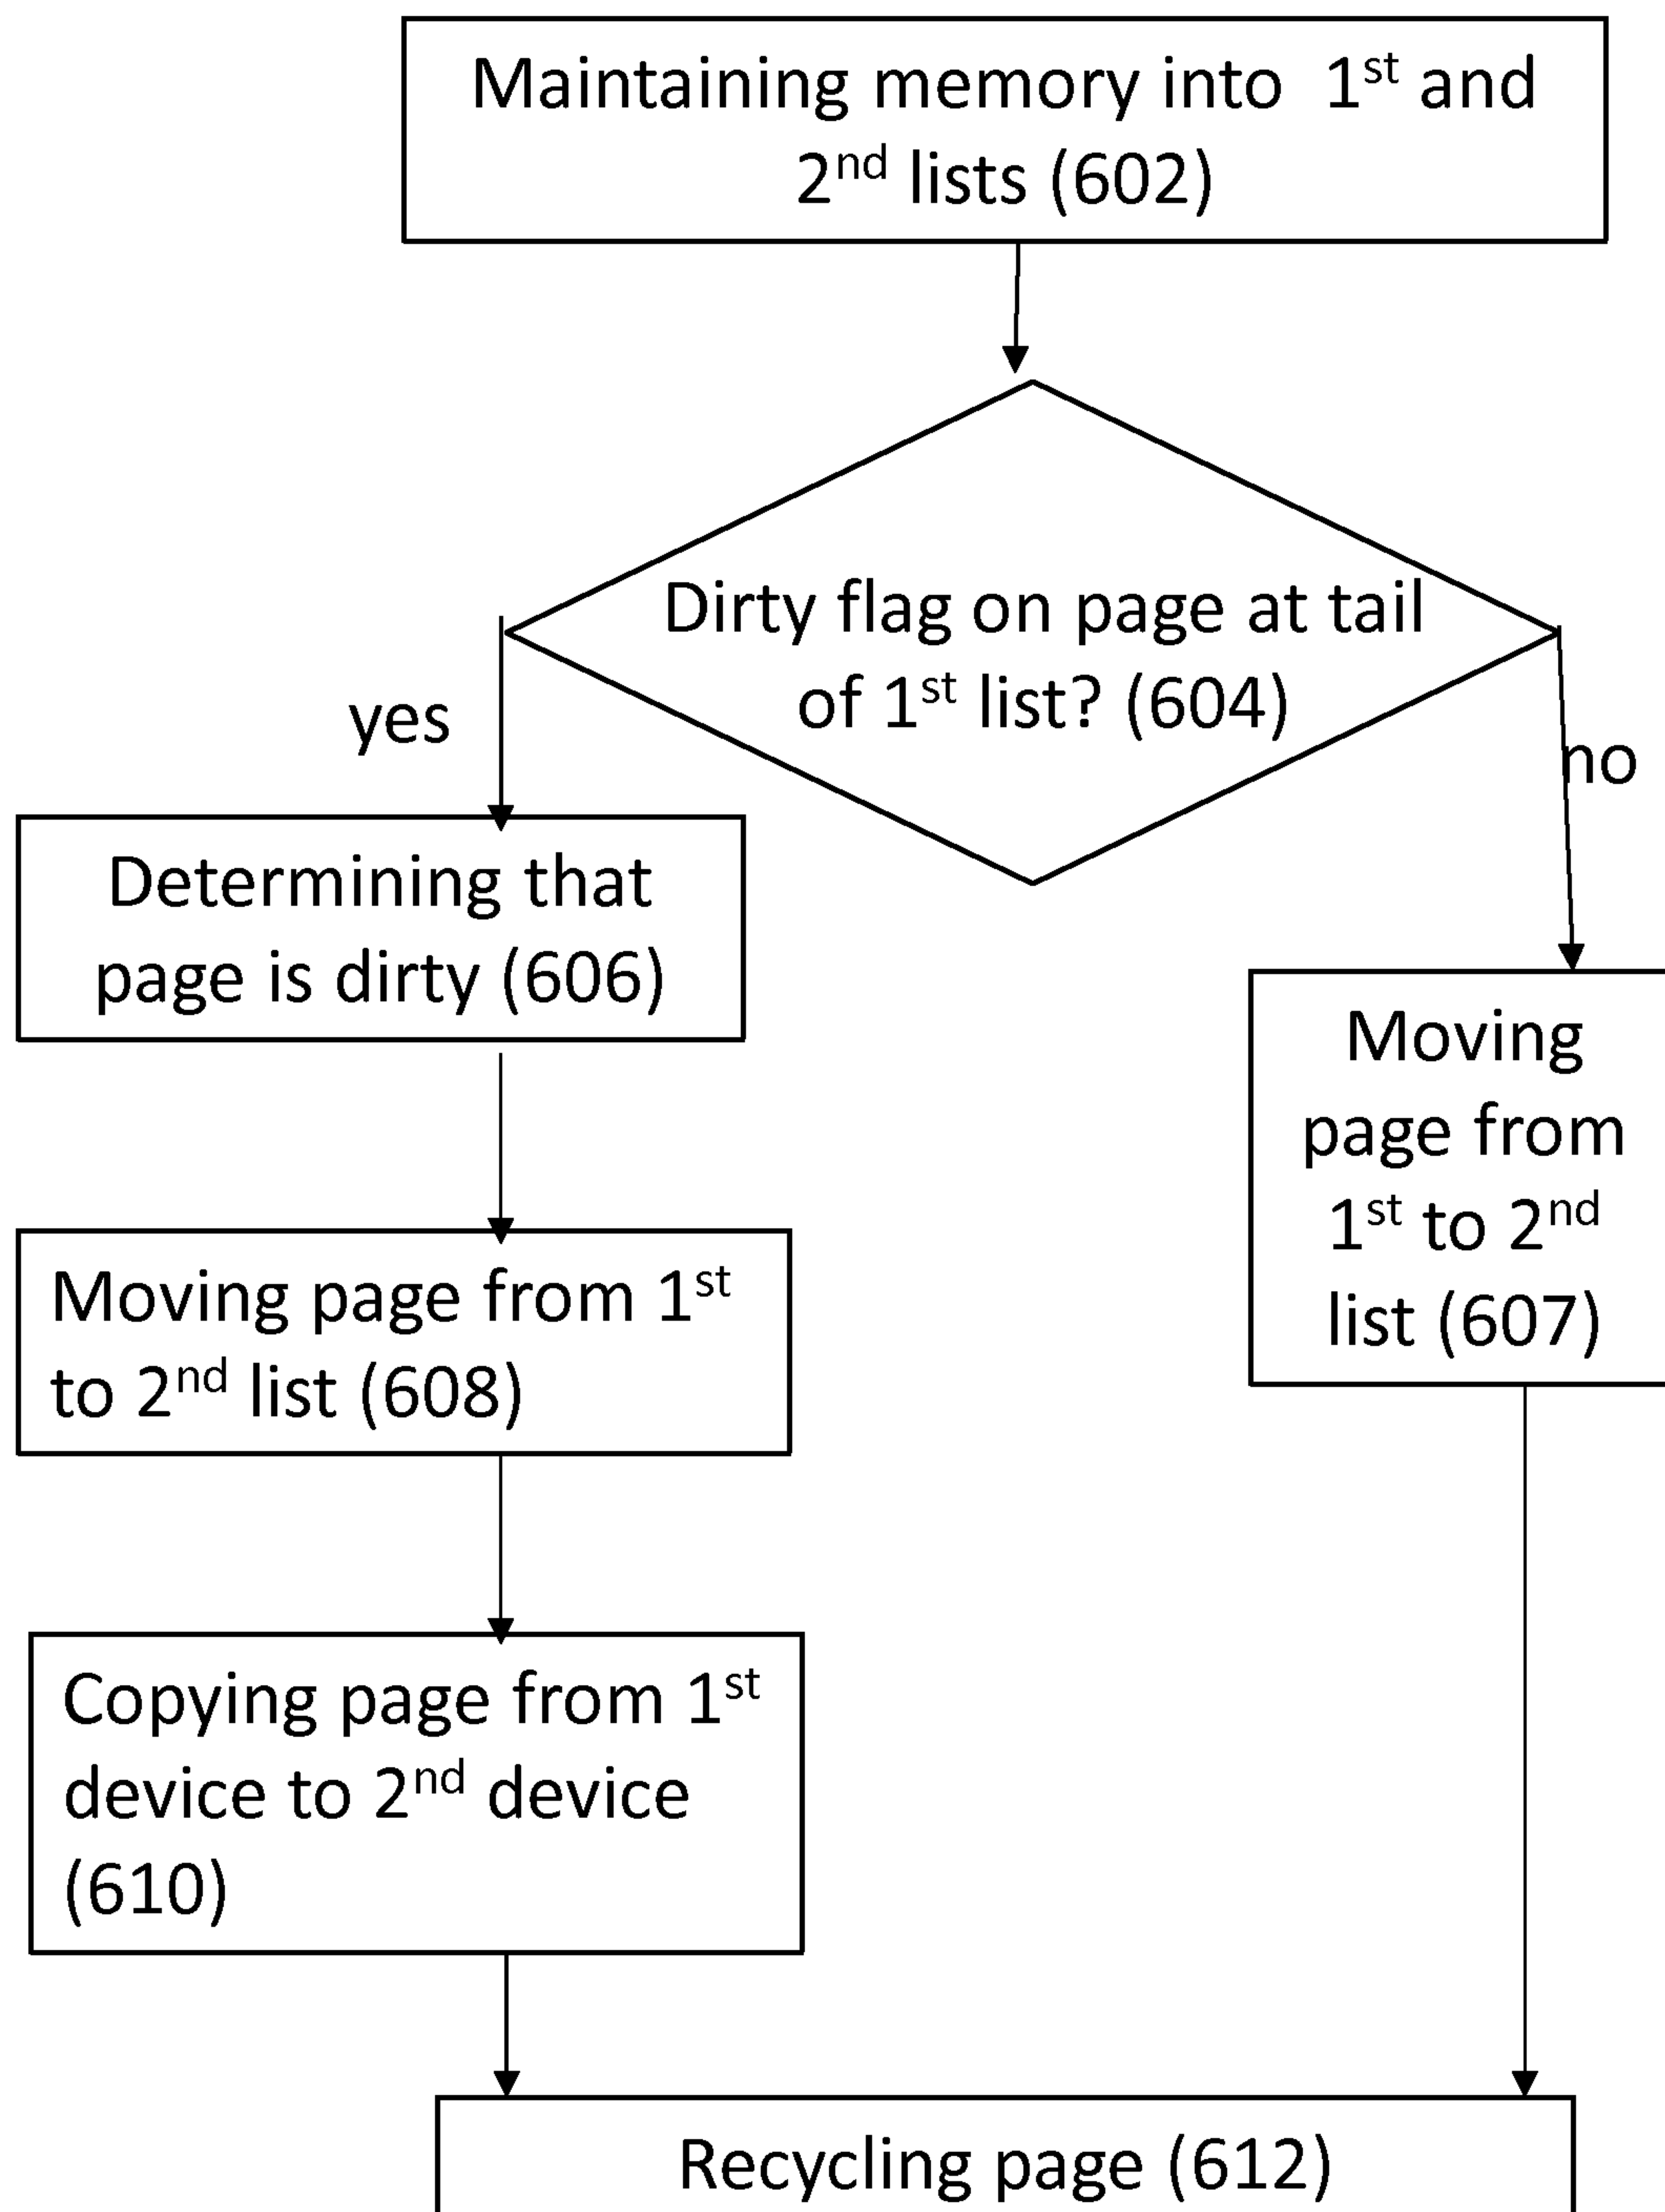 Maintaining memory into 1st and
2nd lists (602)
Dirty flag on page at tail
of 1st list? (604)
yes
no
Determining that
page is dirty (606)
Moving
page from
1st to 2nd
list (607)
Moving page from 1st
to 2nd list (608)
Copying page from 1st
device to 2nd device
(610)
Recycling page (612)